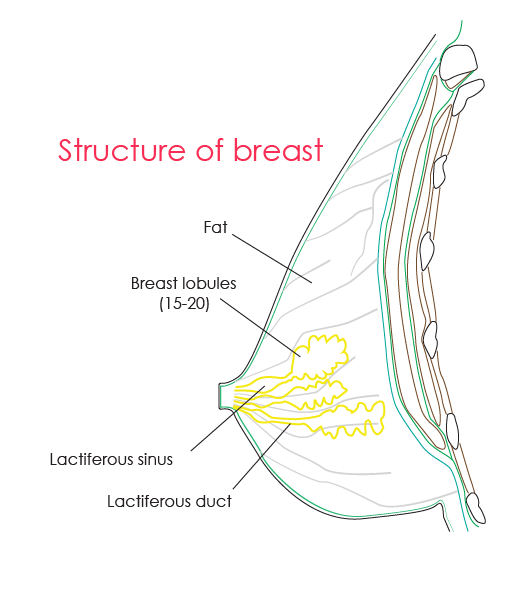 Structure of breast
Fat
Breast lobules
(15-20)
Lactiferous sinus
Lactiferous duct